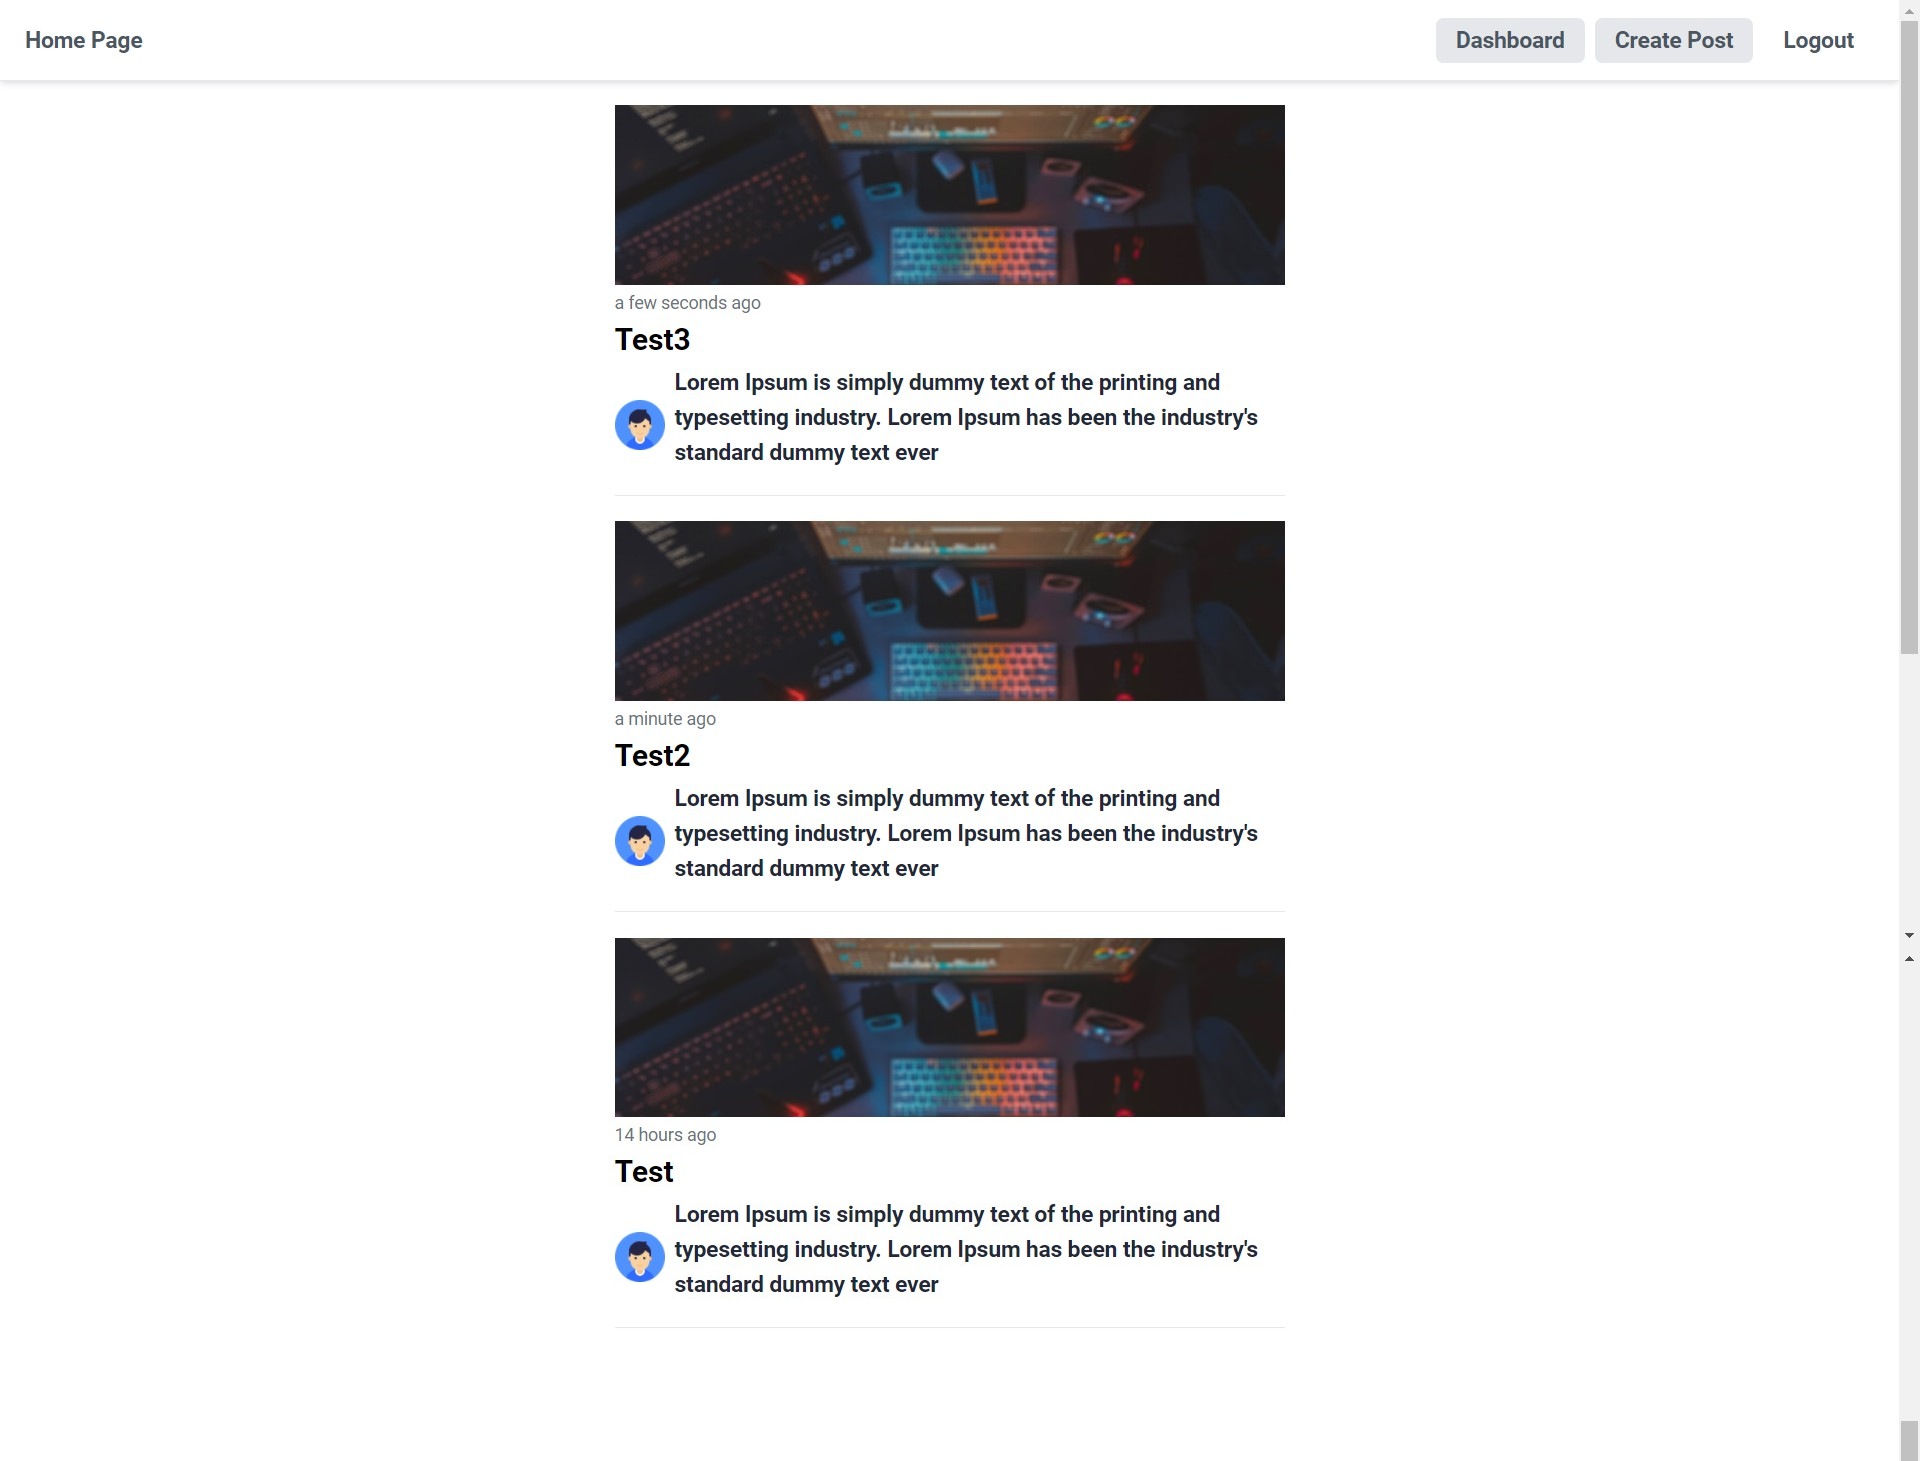 Home Page
Dashboard
Create Post
Logout
a few seconds ago
Test3
Lorem Ipsum is simply dummy text of the printing and
typesetting industry. Lorem Ipsum has been the industry's
standard dummy text ever
a minute ago
Test2
Lorem Ipsum is simply dummy text of the printing and
typesetting industry. Lorem Ipsum has been the industry's
standard dummy text ever
14 hours ago
Test
Lorem Ipsum is simply dummy text of the printing and
typesetting industry. Lorem Ipsum has been the industry's
standard dummy text ever